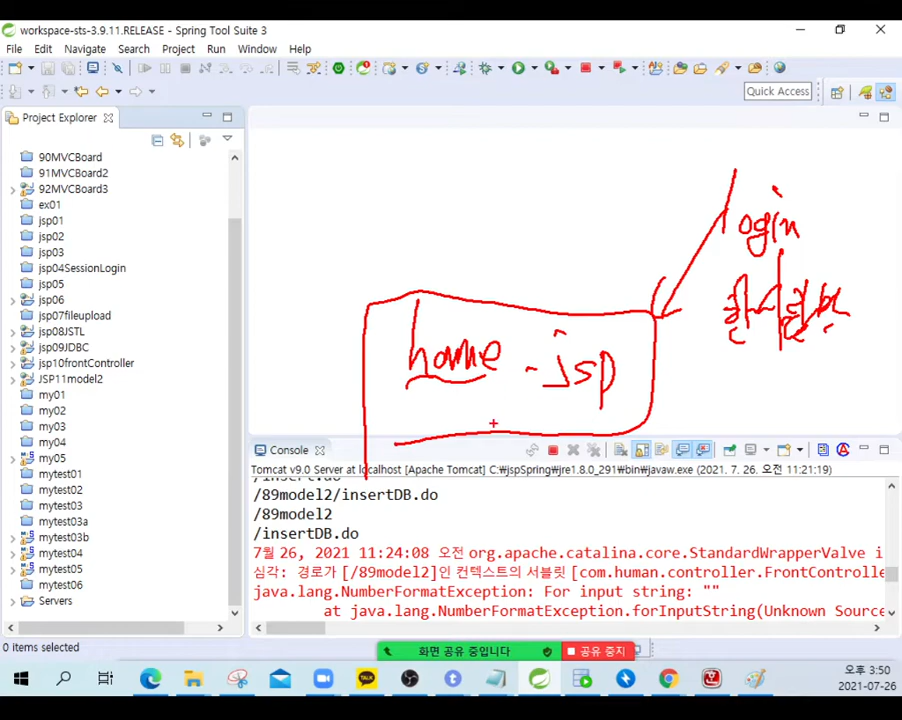 workspace-sts-3.9.11.RELEASE - Spring Tool Suite 3
File Edit Navigate Search Project Run Window Help
Quick Access
Project Explorer
90MVCBoard
91MVCBoard2
92MVCBoard3
ex01
jsp01
jsp02
jsp03
jsp04SessionLogin
jsp05
jsp06
jsp07fileupload
jsp08JSTL
jsp09JDBC
jsp10frontController
JSP11model2
my01
my02
my03
my04
my05
mytest01
mytest02
mytest03
mytest03a
mytest03b
mytest04
mytest05
mytest06
Servers
login
home.jsp
Console
Tomcat v9.0 Server at localhost [Apache Tomcat] C:₩jspSpring₩jre1.8.0_291₩bin₩javaw.exe (2021. 7. 26. 오전 11:21:19)
/insert.do
/89model2/insertDB.do
/89model2
/insertDB.do
7월 26, 2021 11:24:08 오전 org.apache.catalina.core.StandardWrapperValve i
심각: 경로가 [/89model2]인 컨텍스트의 서블릿 [com.human.controller.FrontControlle
java.lang.NumberFormatException: For input string: ""
at java.lang.NumberFormatException.forInputString(Unknown Source
0 items selected
화면 공유 중입니다
공유 중지
TALK
오후 3:50
2021-07-26